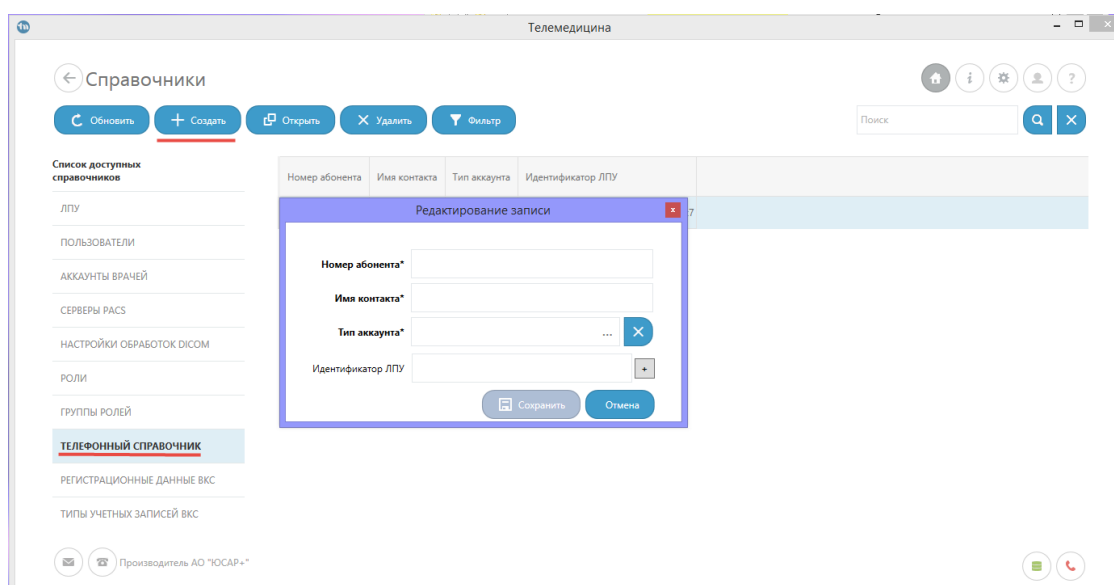 Телемедицина
Справочники
Обновить
Создать
Открыть
Удалить
Фильтр
Поиск
Список доступных
справочников
Номер абонента
Имя контакта
Тип аккаунта
Идентификатор ЛПУ
ЛПУ
ПОЛЬЗОВАТЕЛИ
АККАУНТЫ ВРАЧЕЙ
СЕРВЕРЫ PACS
НАСТРОЙКИ ОБРАБОТОК DICOM
РОЛИ
ГРУППЫ РОЛЕЙ
ТЕЛЕФОННЫЙ СПРАВОЧНИК
РЕГИСТРАЦИОННЫЕ ДАННЫЕ ВКС
ТИПЫ УЧЕТНЫХ ЗАПИСЕЙ ВКС
Редактирование записи
7
Номер абонента*
Имя контакта*
Тип аккаунта*
...
Идентификатор ЛПУ
+
Сохранить
Отмена
Производитель АО "ЮСАР+"